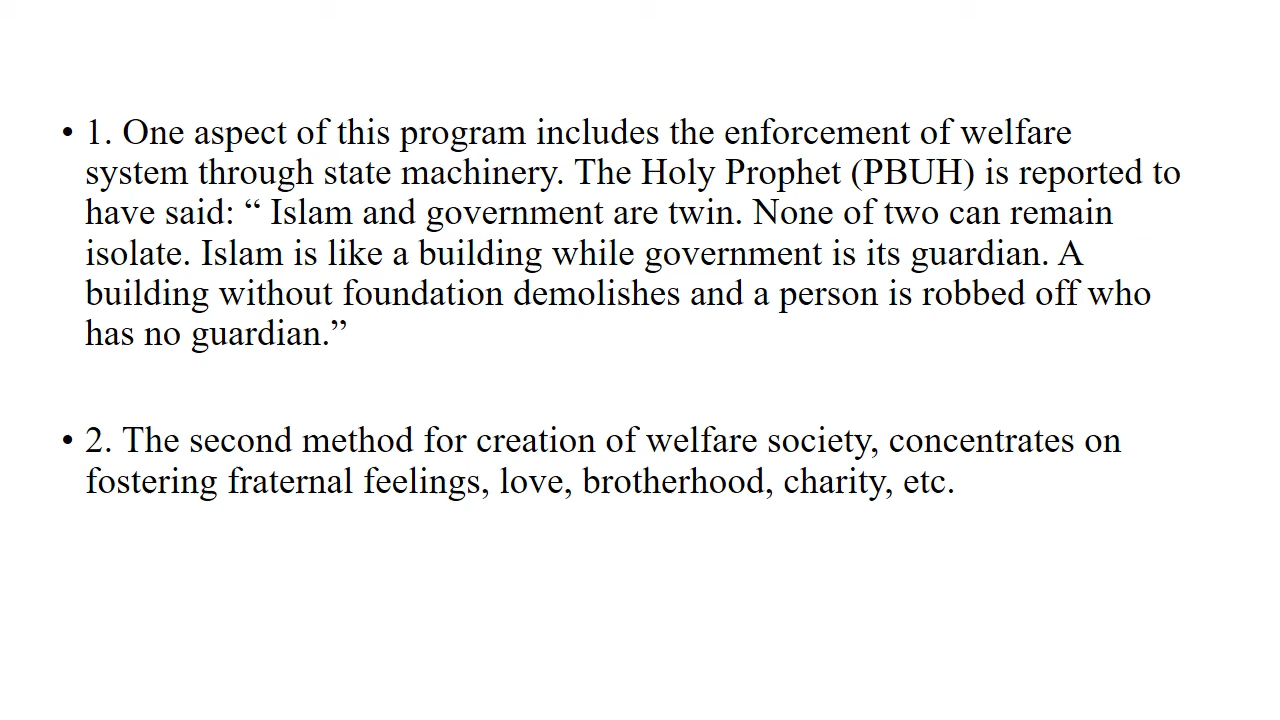 • 1. One aspect of this program includes the enforcement of welfare
system through state machinery. The Holy Prophet (PBUH) is reported to
have said: “ Islam and government are twin. None of two can remain
isolate. Islam is like a building while government is its guardian. A
building without foundation demolishes and a person is robbed off who
has no guardian.”
• 2. The second method for creation of welfare society, concentrates on
fostering fraternal feelings, love, brotherhood, charity, etc.